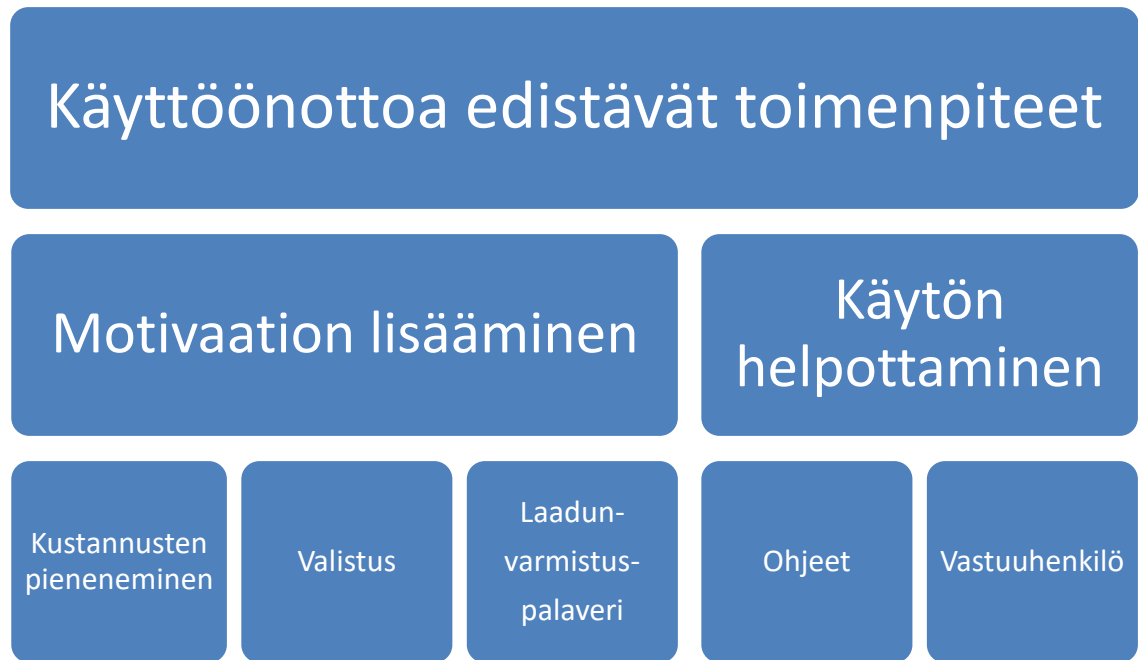 Käyttöönottoa edistävät toimenpiteet
Motivaation lisääminen
Käytön
helpottaminen
Kustannusten
pieneneminen
Valistus
Laadun-
varmistus-
palaveri
Ohjeet
Vastuuhenkilö